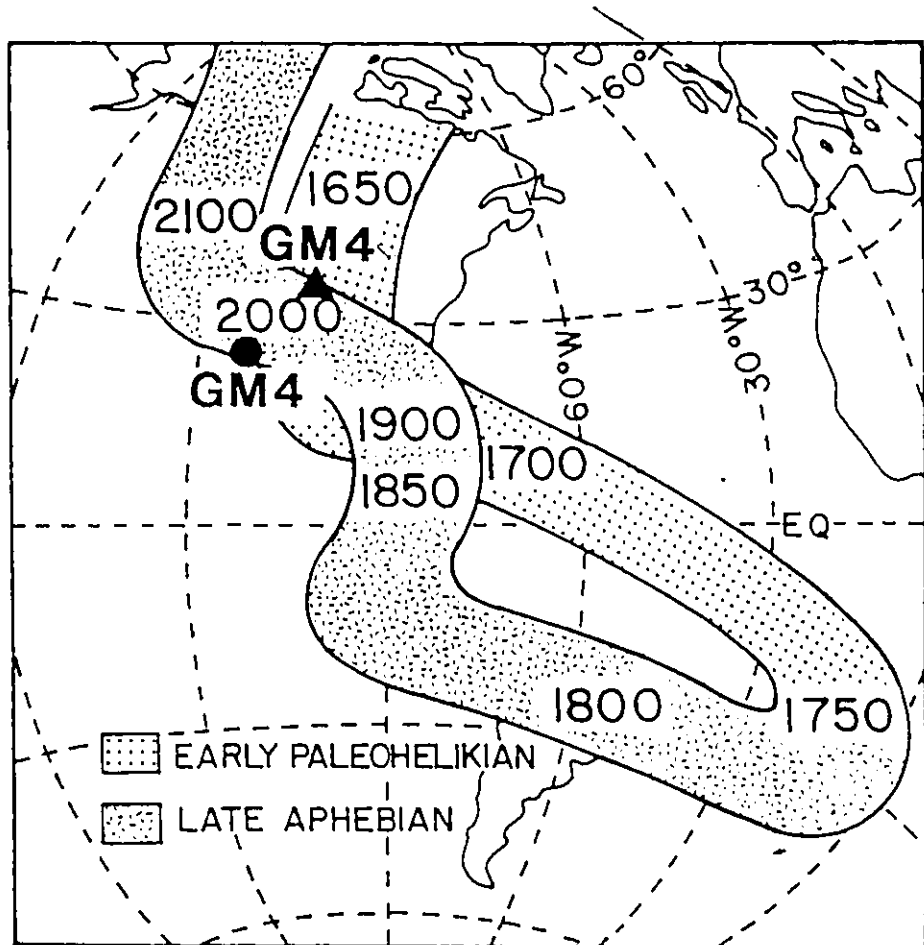 60°
2100
1650
GM4
30°
2000
GM4
60°W
30°W
1900
1700
1850
EQ
1800
1750
EARLY PALEOHELIKIAN
LATE APHEBIAN